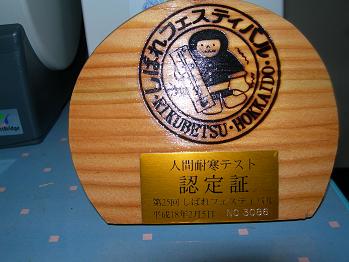 しばれフェスティバル・
・RIKUBETSU・HOKKAIDO・
人間耐寒テスト
認定証
第25回 しばれフェスティバル
平成18年2月5日 NO 3086